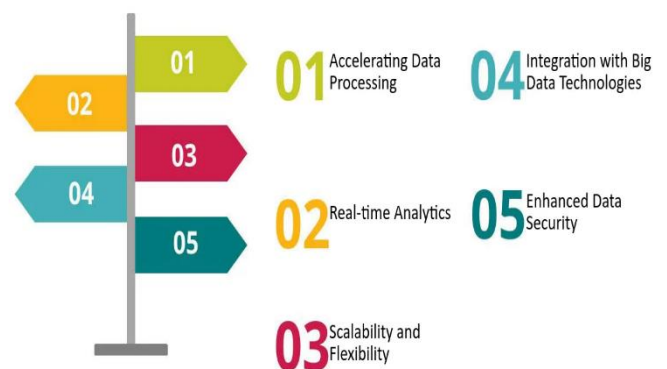 01
02
03
04
05
01 Accelerating Data
Processing
02 Real-time Analytics
03 Scalability and
Flexibility
04 Integration with Big
Data Technologies
05 Enhanced Data
Security